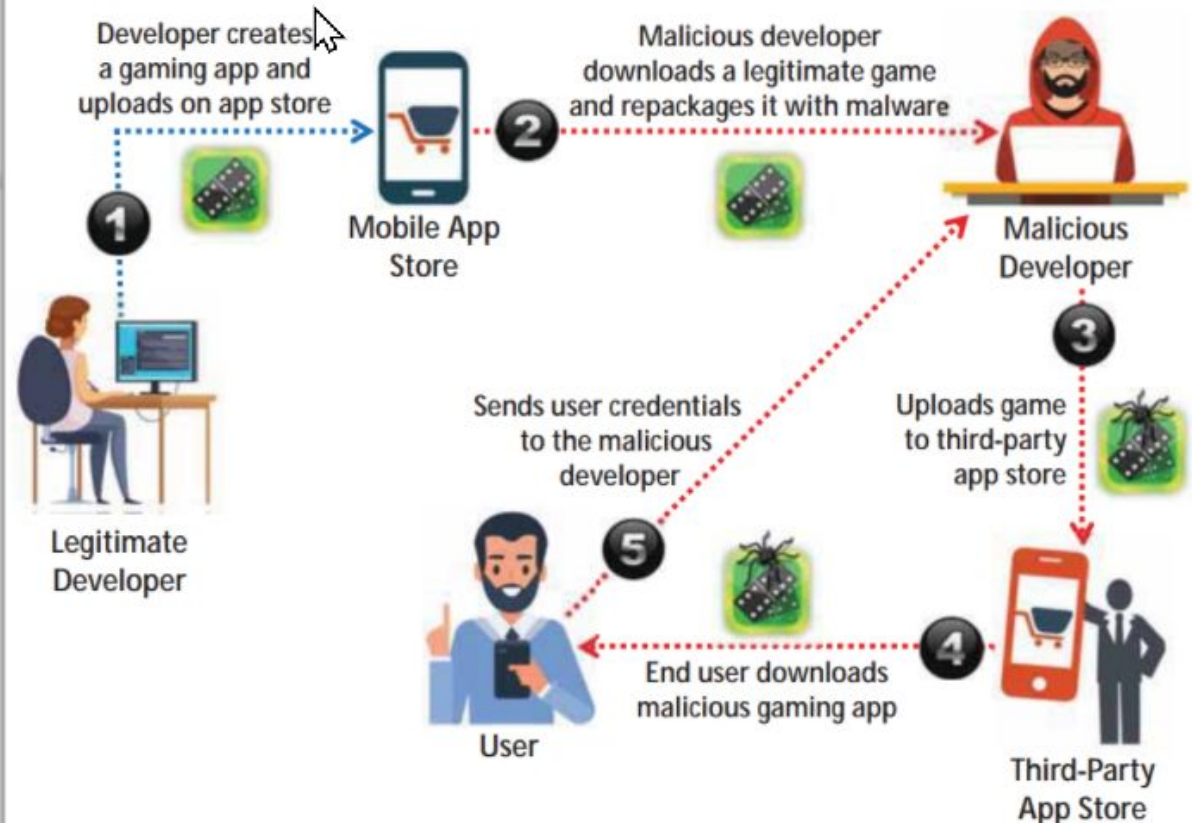 Developer creates
a gaming app and
uploads on app store
1
Legitimate
Developer
Mobile App
Store
2
Malicious developer
downloads a legitimate game
and repackages it with malware
Malicious
Developer
3
Uploads game
to third-party
app store
Third-Party
App Store
4
End user downloads
malicious gaming app
User
5
Sends user credentials
to the malicious
developer